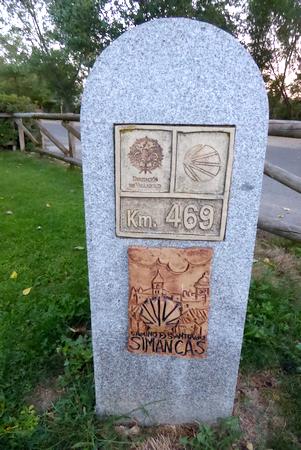 DIPUTACIÓN
DE VALLADOLID
Km. 469
CAMINO DE SANTIAGO
SIMANCAS